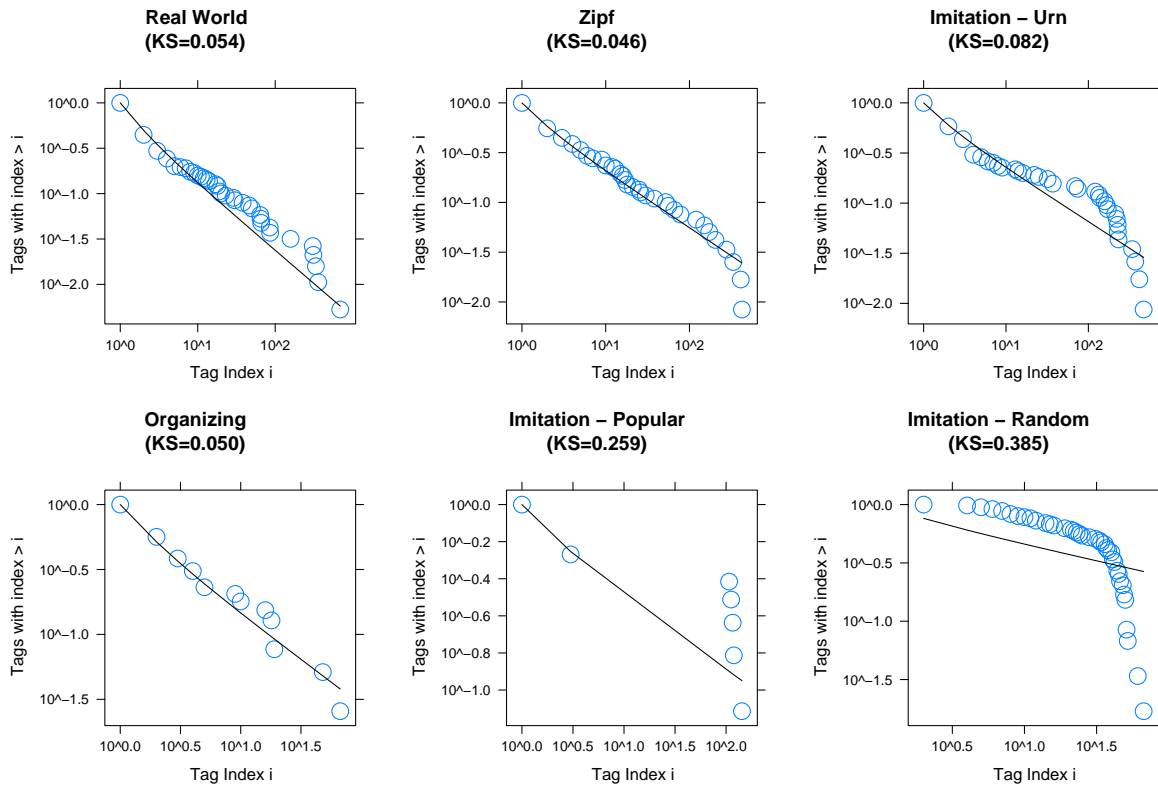 Real World
(KS=0.054)
Zipf
(KS=0.046)
Imitation − Urn
(KS=0.082)
Tags with index > i
10^0.0
10^−0.5
10^−1.0
10^−1.5
10^−2.0
10^0
10^1
10^2
Tag Index i
Tags with index > i
10^0.0
10^−0.5
10^−1.0
10^−1.5
10^−2.0
10^0
10^1
10^2
Tag Index i
Tags with index > i
10^0.0
10^−0.5
10^−1.0
10^−1.5
10^−2.0
10^0
10^1
10^2
Tag Index i
Organizing
(KS=0.050)
Imitation − Popular
(KS=0.259)
Imitation − Random
(KS=0.385)
Tags with index > i
10^0.0
10^−0.5
10^−1.0
10^−1.5
10^0.0
10^0.5
10^1.0
10^1.5
Tag Index i
Tags with index > i
10^0.0
10^−0.2
10^−0.4
10^−0.6
10^−0.8
10^−1.0
10^0.0
10^0.5
10^1.0
10^1.5
10^2.0
Tag Index i
Tags with index > i
10^0.0
10^−0.5
10^−1.0
10^−1.5
10^0.5
10^1.0
10^1.5
Tag Index i